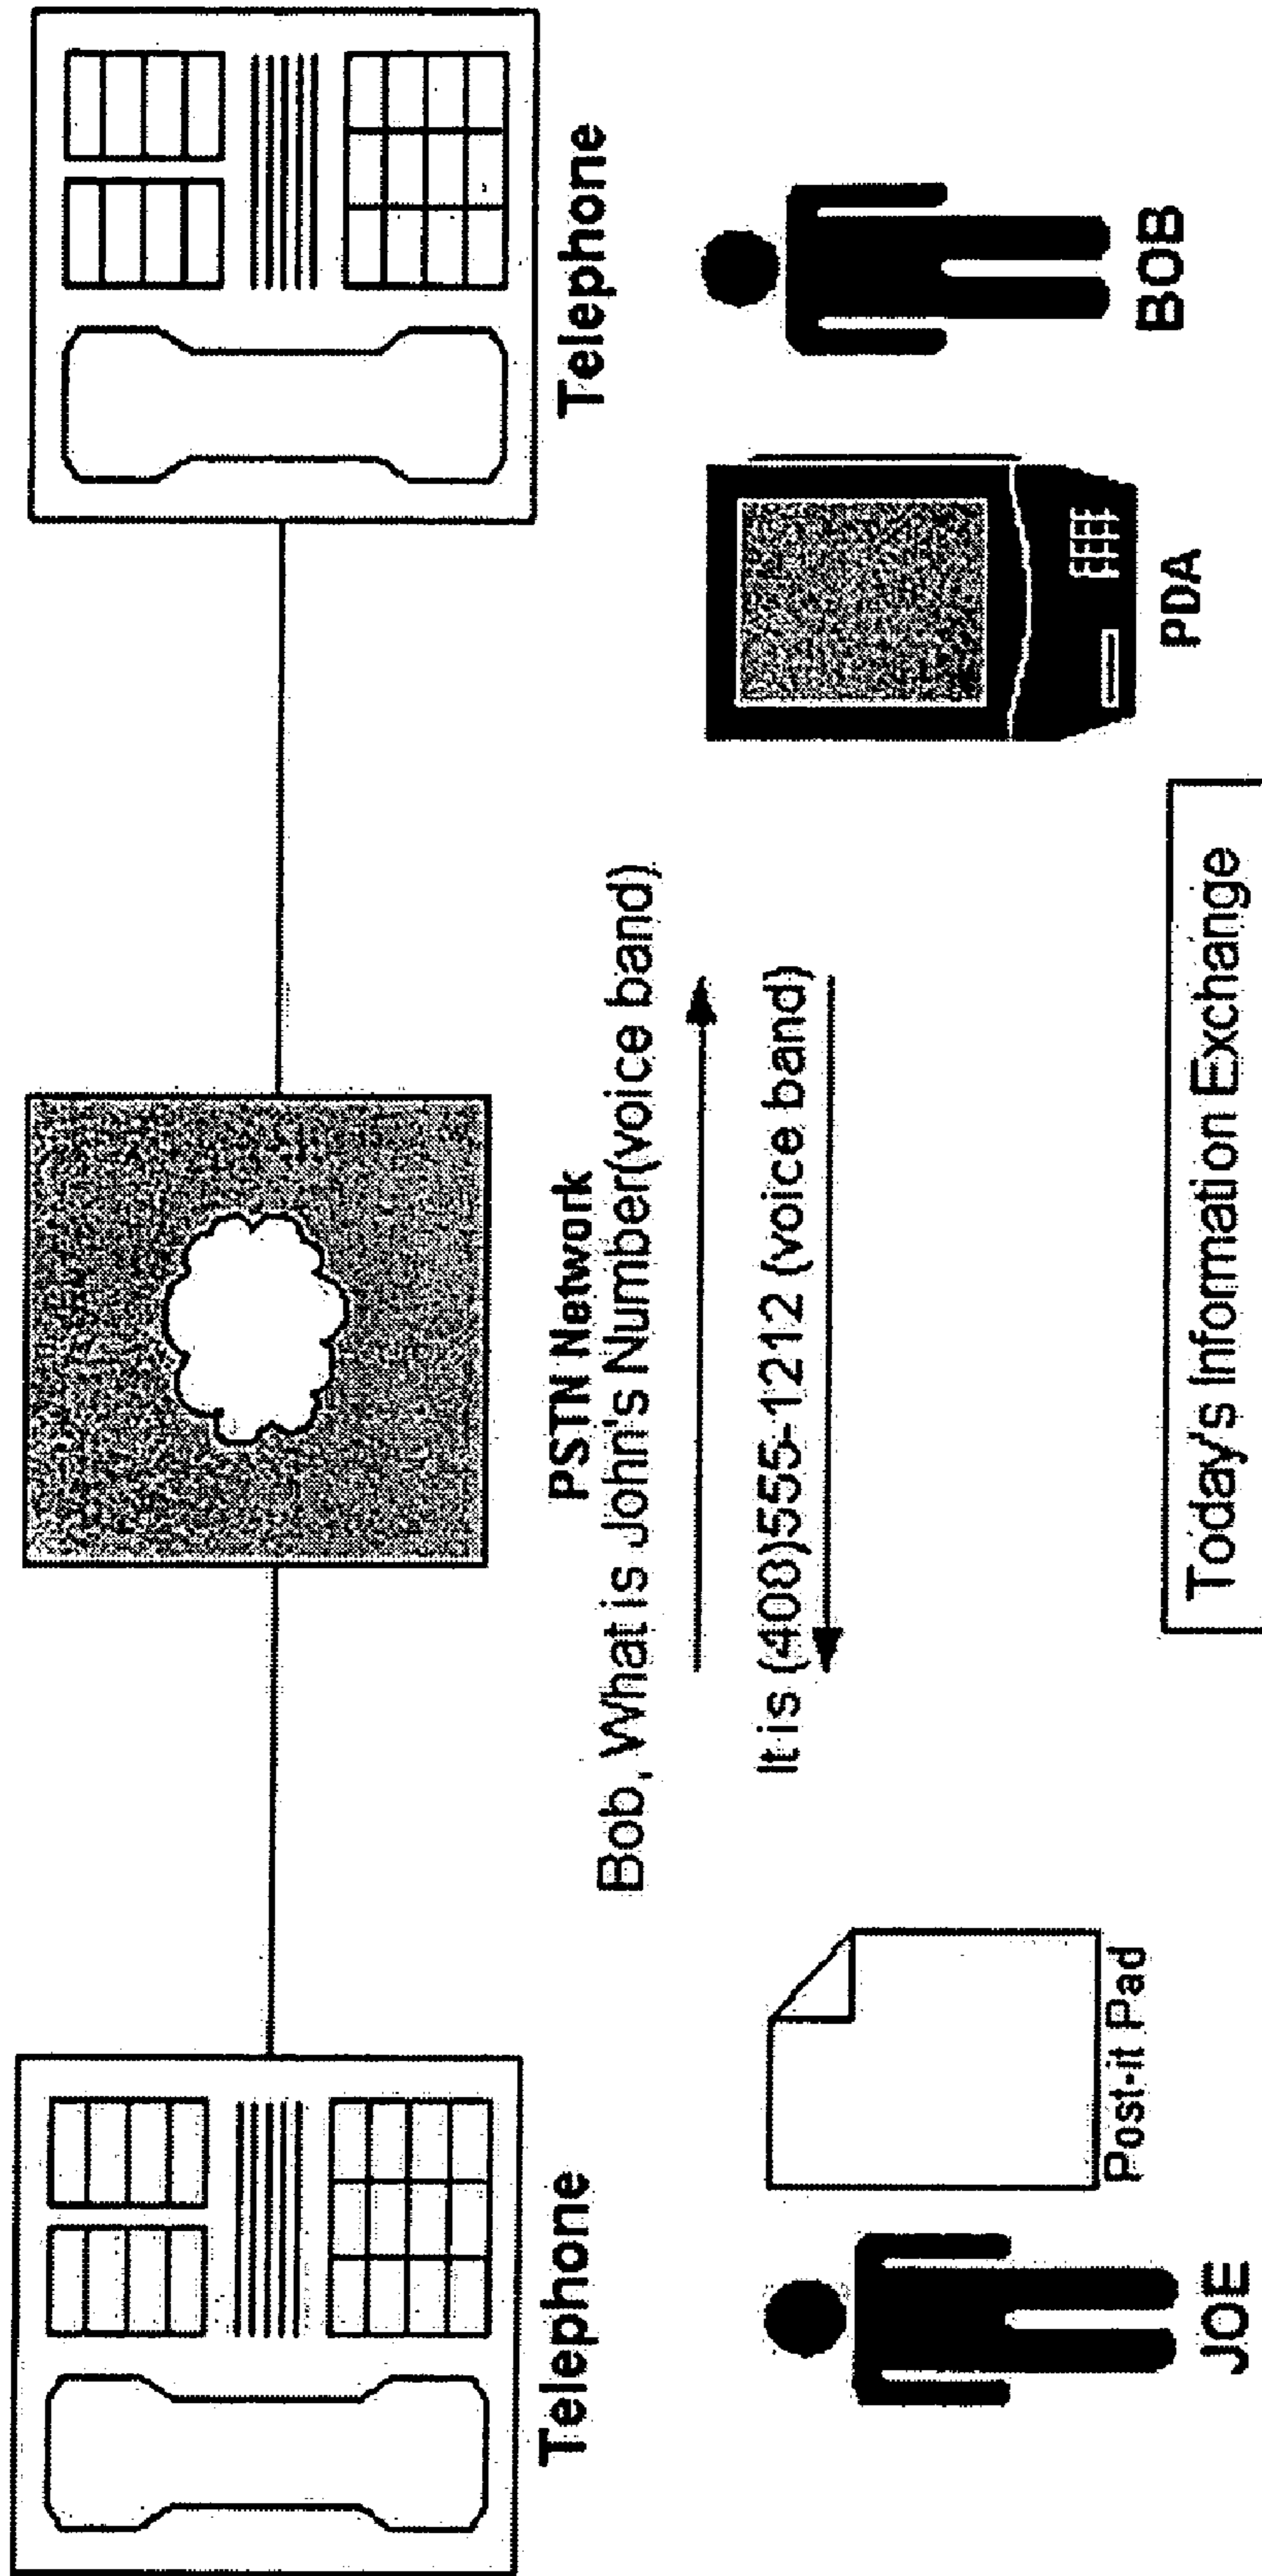 Telephone
PSTN Network
Telephone
Bob, What is John's Number(voice band)
It is (408)555-1212 (voice band)
Post-it Pad
JOE
PDA
BOB
Today's Information Exchange